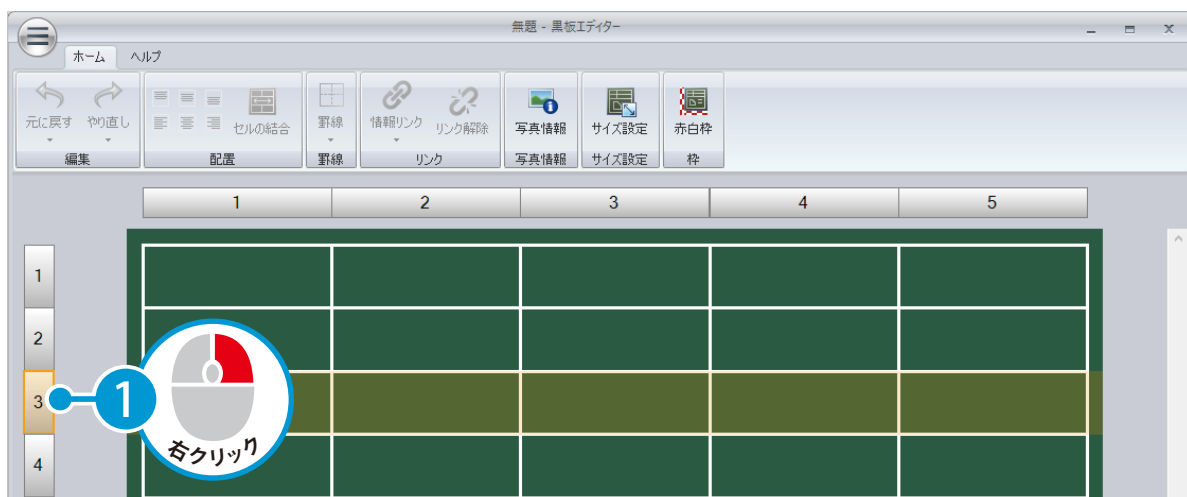 無題 - 黒板エディター
ホーム ヘルプ
元に戻す やり直し セルの結合 罫線 情報リンク リンク解除 写真情報 サイズ設定 赤白枠
編集 配置 罫線 リンク 写真情報 サイズ設定 枠
1 2 3 4 5
1
2
3
1
右クリック
4